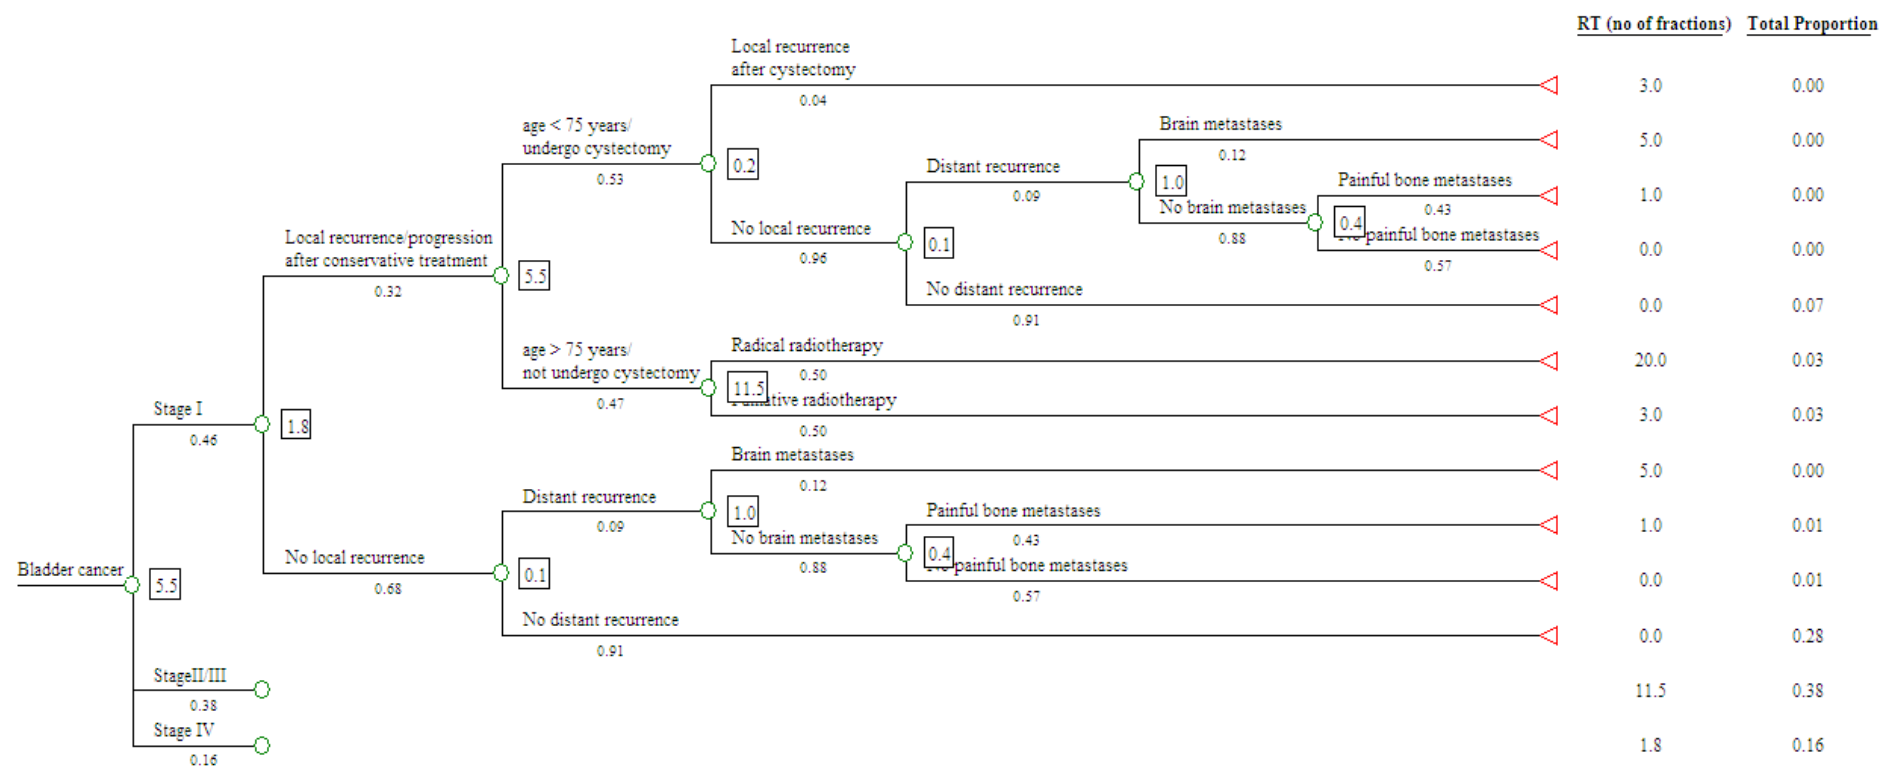 RT (no of fractions) Total Proportion
Local recurrence
after cystectomy
0.04
3.0 0.00
age < 75 years/
undergo cystectomy
0.53
0.2
Brain metastases
0.12
5.0 0.00
Distant recurrence
0.09
1.0
Painful bone metastases
0.43
1.0 0.00
No brain metastases
0.88
0.4
painful bone metastases
0.57
0.0 0.00
No local recurrence
0.96
0.1
Local recurrence/progression
after conservative treatment
0.32
5.5
No distant recurrence
0.91
0.0 0.07
Radical radiotherapy
0.50
20.0 0.03
age > 75 years/
not undergo cystectomy
0.47
11.5
radiotherapy
0.50
3.0 0.03
Stage I
0.46
1.8
Brain metastases
0.12
5.0 0.00
Distant recurrence
0.09
1.0
Painful bone metastases
0.43
1.0 0.01
No brain metastases
0.88
0.4
painful bone metastases
0.57
0.0 0.01
No local recurrence
0.68
0.1
Bladder cancer
5.5
No distant recurrence
0.91
0.0 0.28
StageII/III
0.38
11.5 0.38
Stage IV
0.16
1.8 0.16